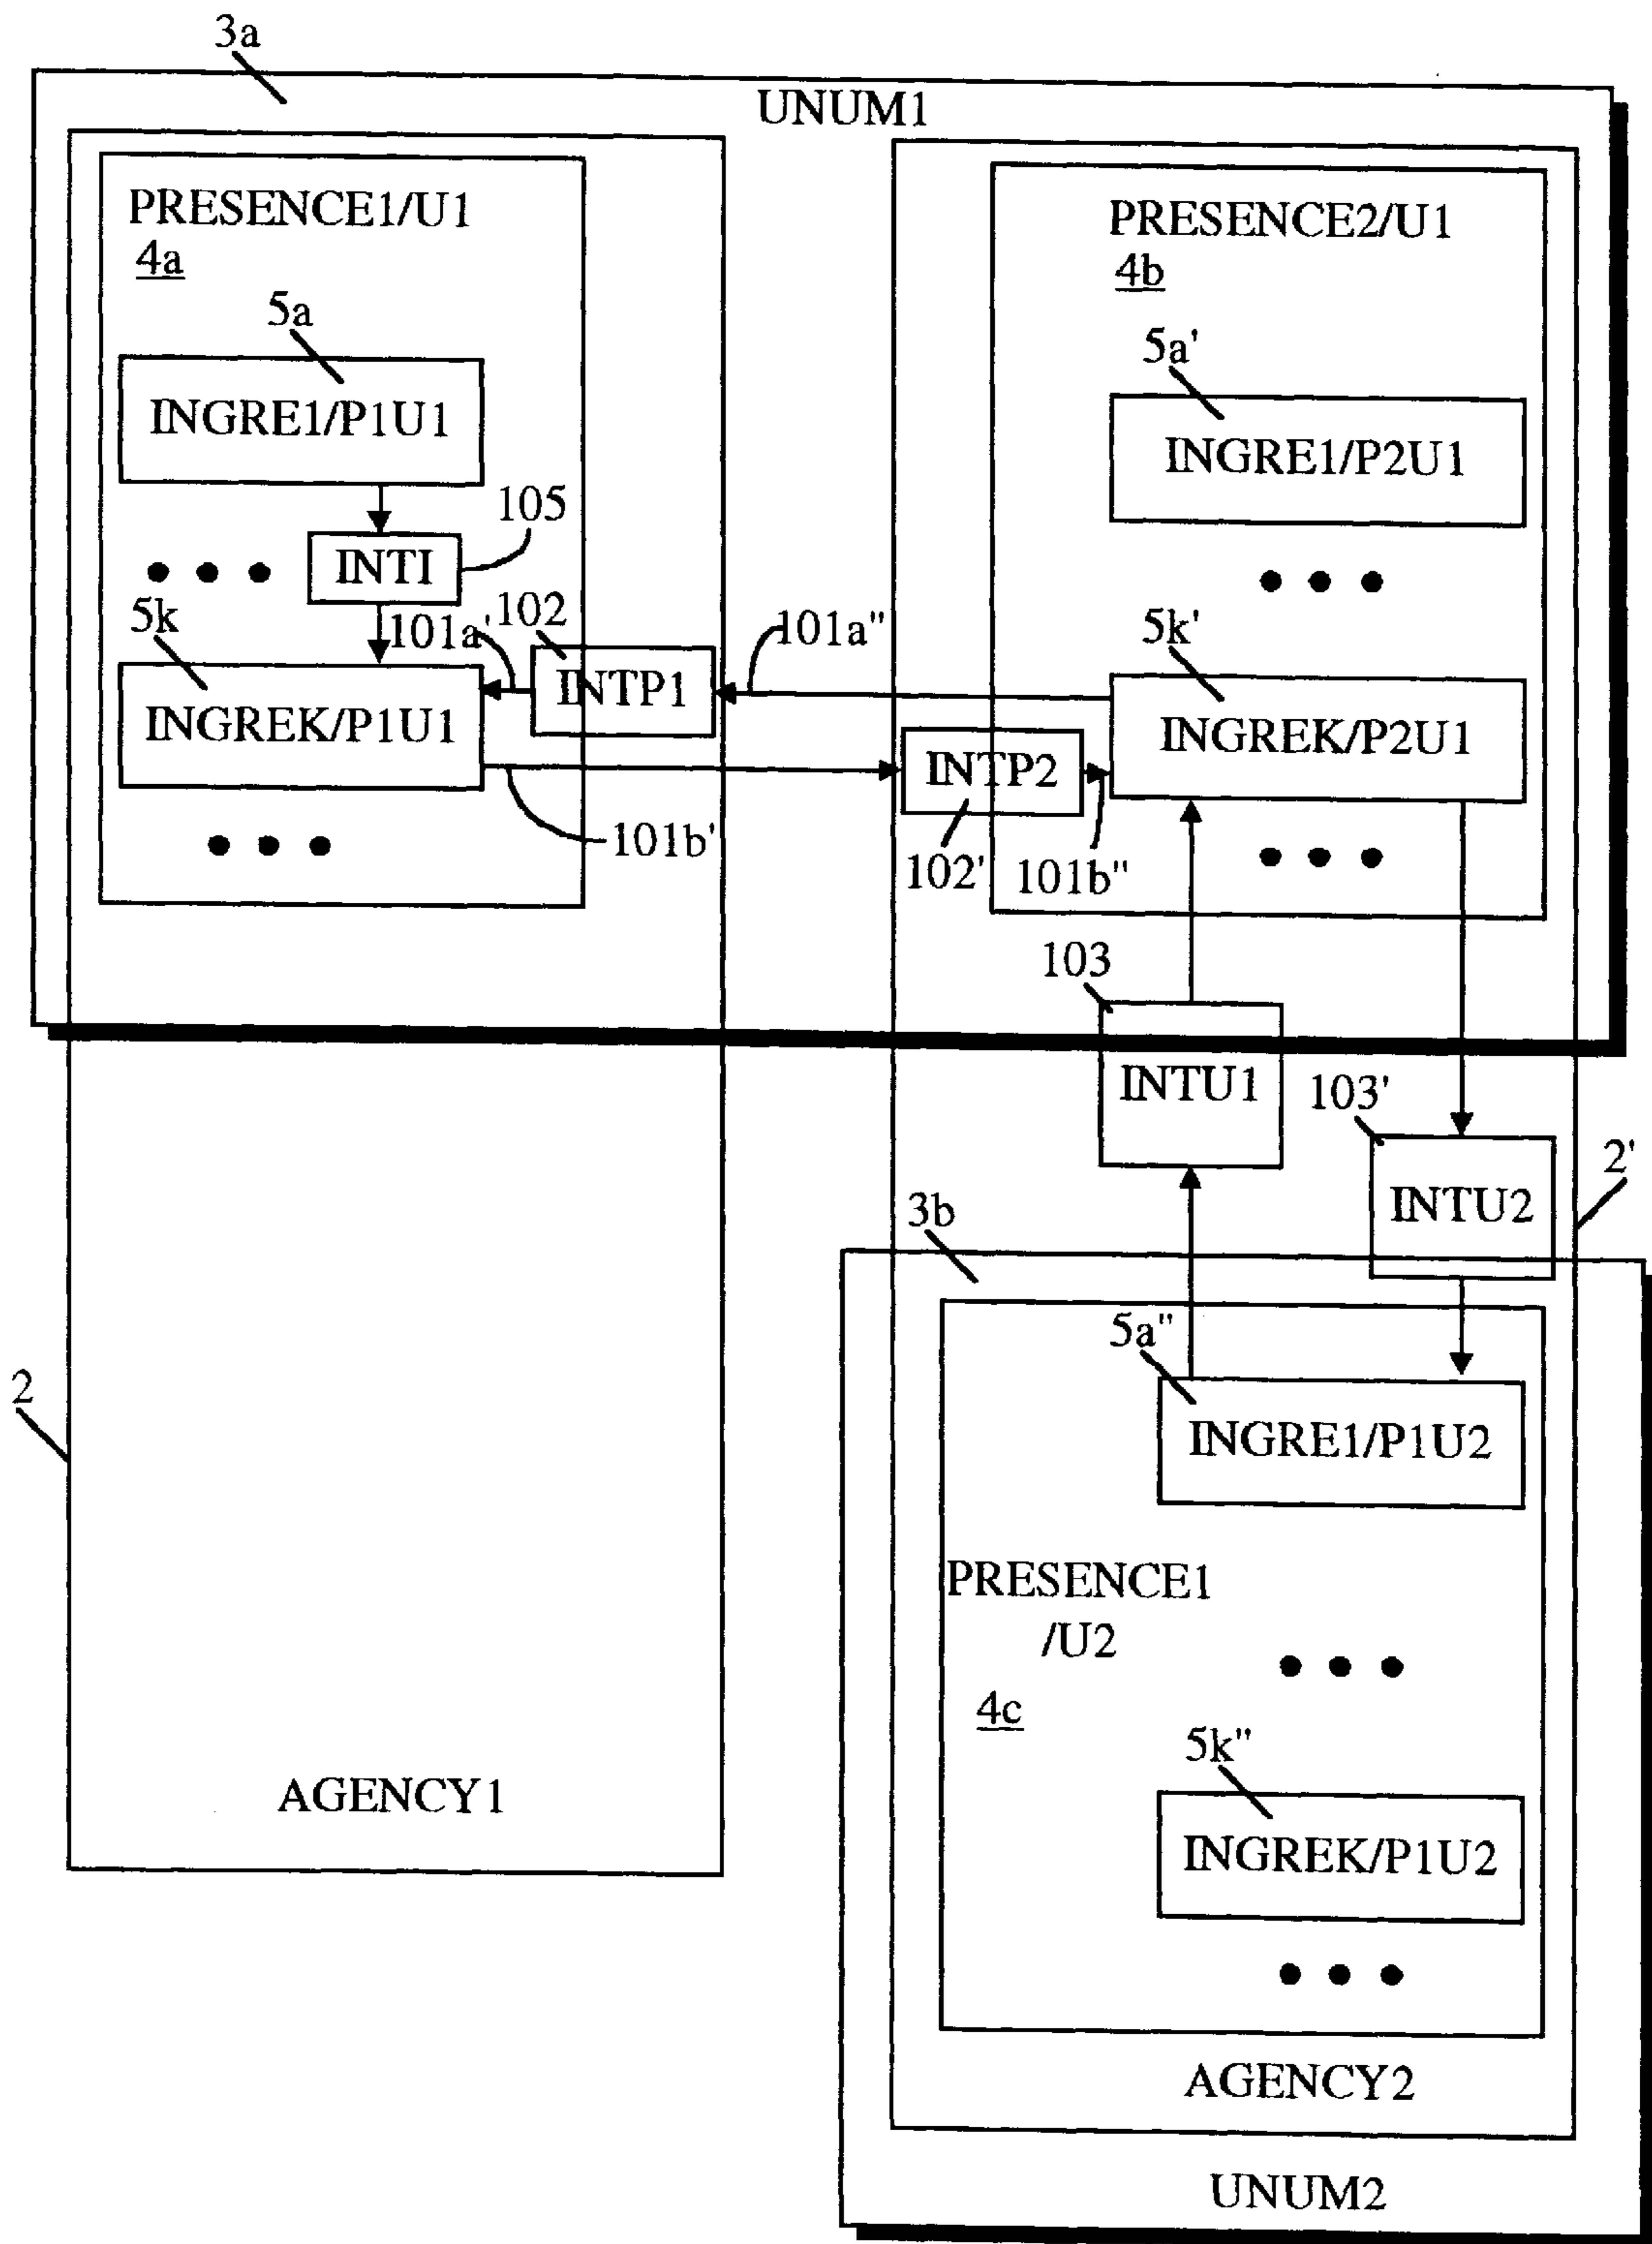 3a
UNUM1
PRESENCE1/U1
4a
PRESENCE2/U1
4b
5a
5a'
INGRE1/P1U1
INGRE1/P2U1
105
INTI
5k
101a'
102
101a"
5k'
INTP1
INGREK/P1U1
INGREK/P2U1
INTP2
101b'
102'
101b"
103
INTU1
103'
2'
INTU2
3b
5a"
2
INGRE1/P1U2
PRESENCE1
/U2
4c
5k"
AGENCY1
INGREK/P1U2
AGENCY2
UNUM2